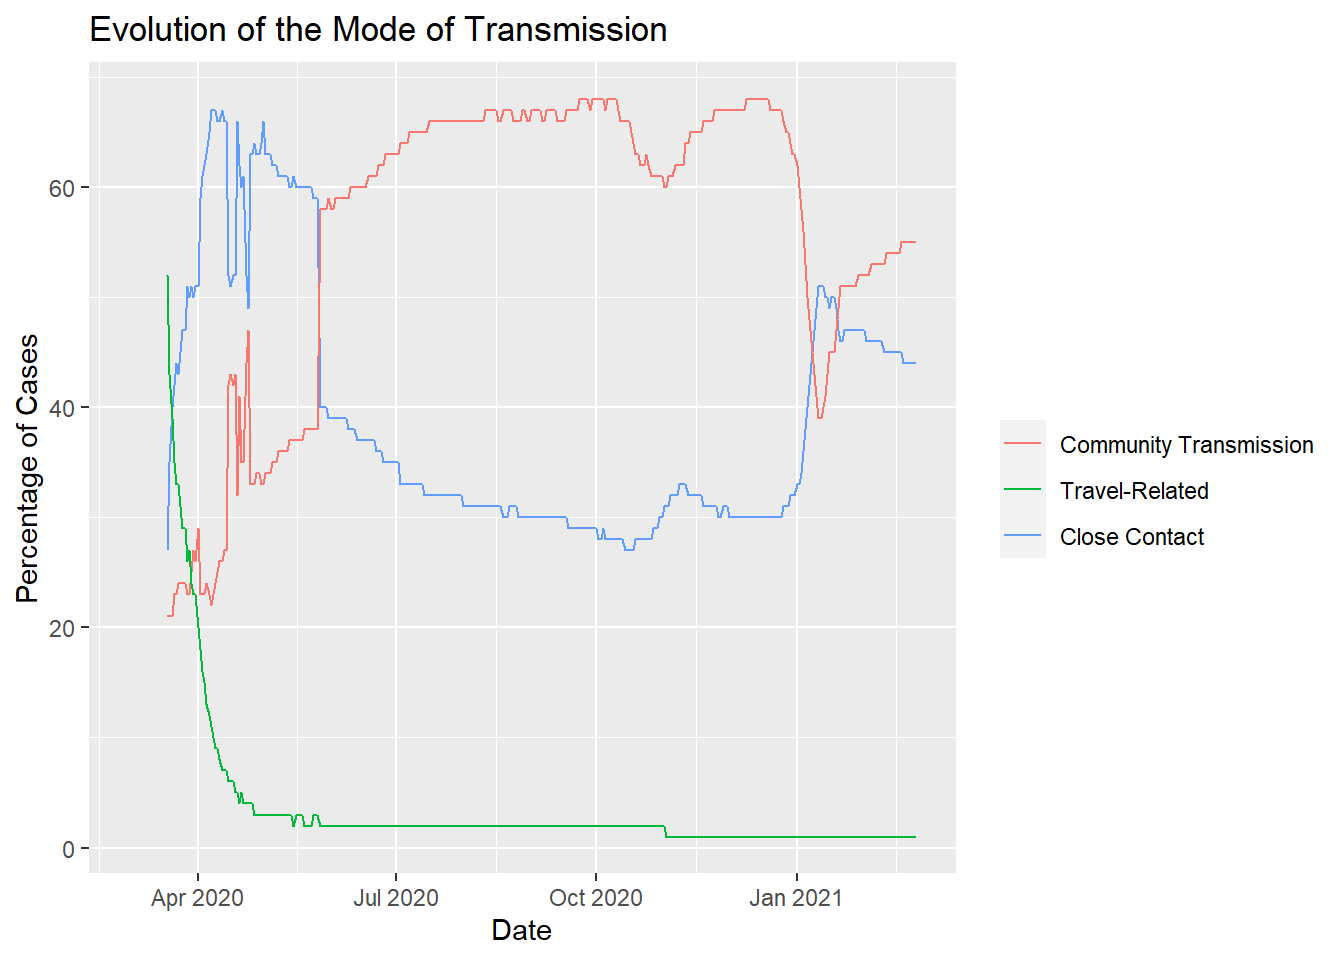 Evolution of the Mode of Transmission
Percentage of Cases
60
40
20
0
Apr 2020
Jul 2020
Oct 2020
Jan 2021
Date
Community Transmission
Travel-Related
Close Contact